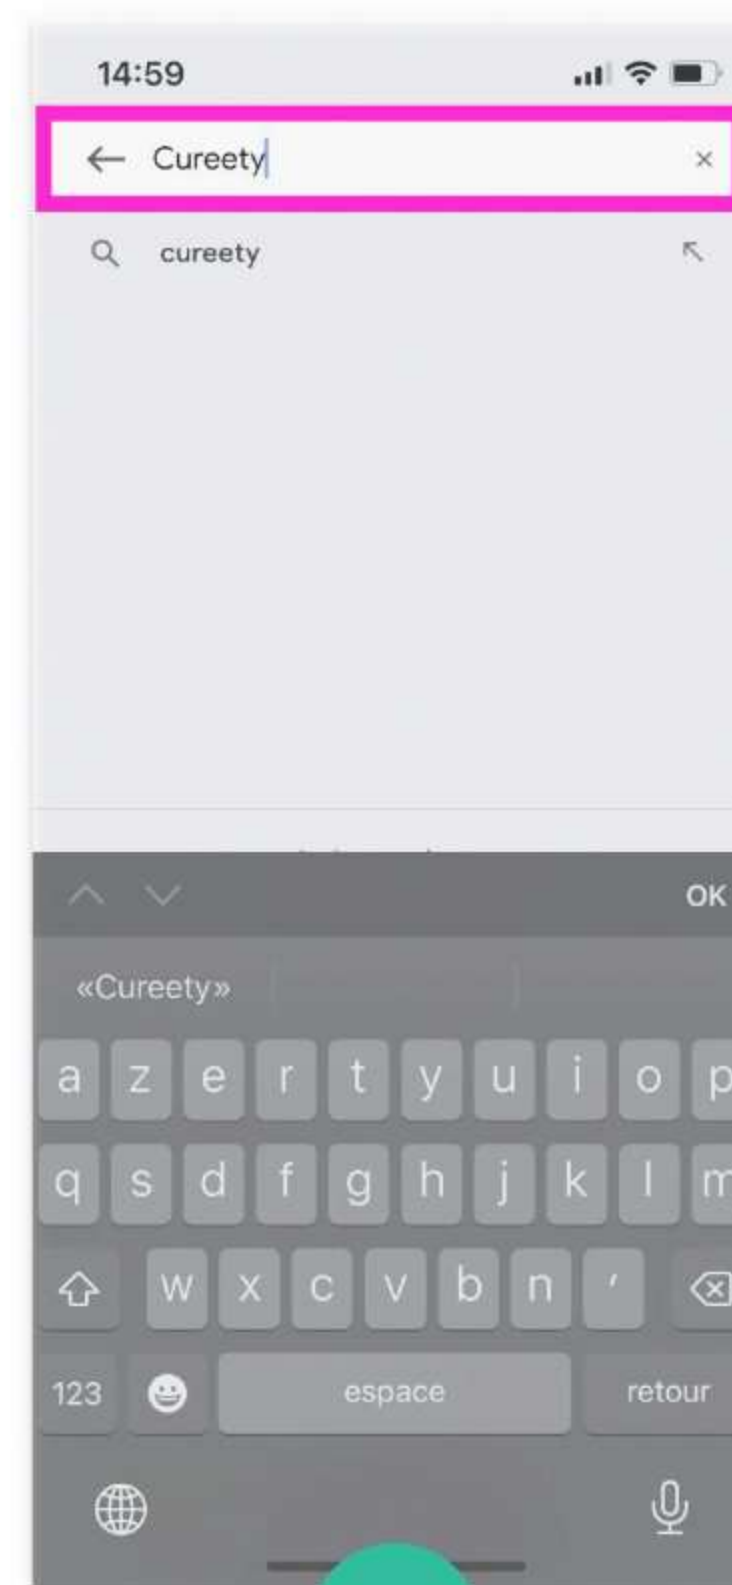 14:59
Cureety
cureety
OK
«Cureety»
a z e r t y u i o p
q s d f g h j k l m
w x c v b n '
123 espace retour